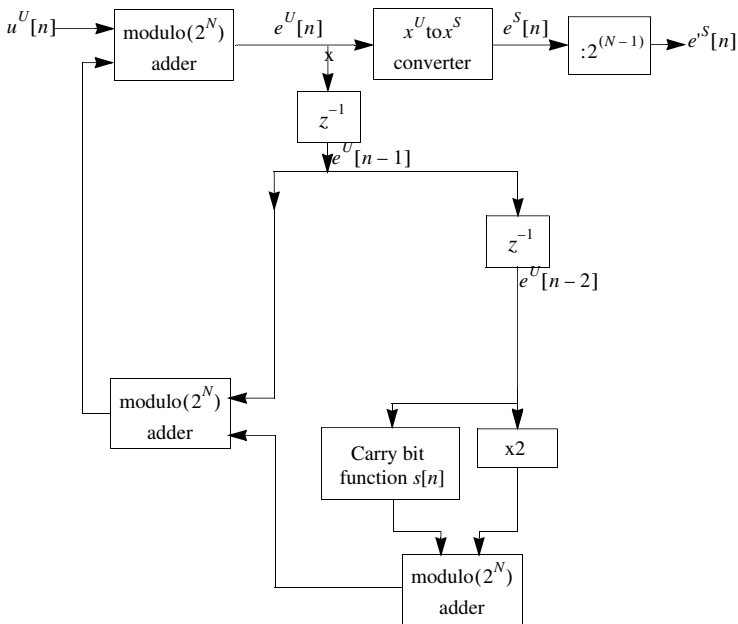 u^U[n]
modulo(2^N)
adder
e^U[n]
x^U to x^S
converter
e^S[n]
:2^(N-1)
e'^S[n]
x
z^-1
e^U[n-1]
z^-1
e^U[n-2]
modulo(2^N)
adder
Carry bit
function s[n]
x2
modulo(2^N)
adder